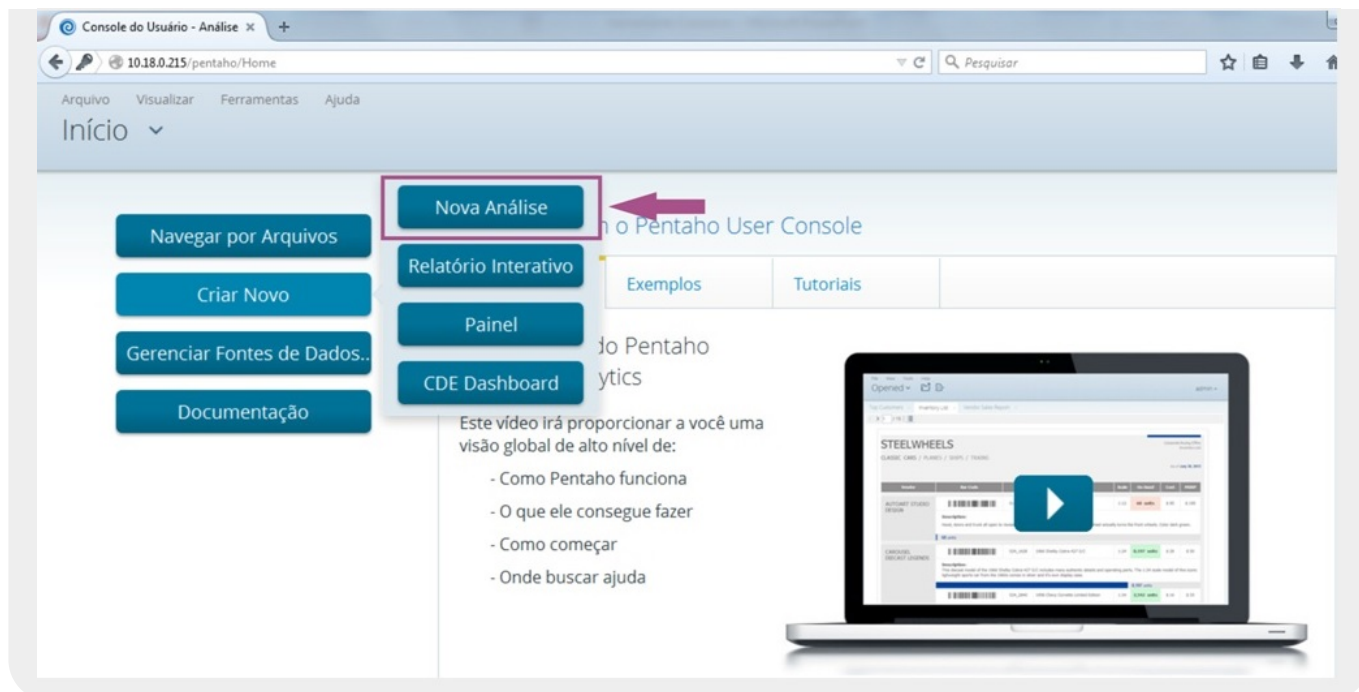 Console do Usuário - Análise
10.18.0.215/pentaho/Home
Pesquisar
Arquivo Visualizar Ferramentas Ajuda
Início
Nova Análise
o Pentaho User Console
Navegar por Arquivos
Relatório Interativo
Exemplos Tutoriais
Criar Novo
Painel
do Pentaho
Gerenciar Fontes de Dados..
CDE Dashboard
ytics
Documentação
Este vídeo irá proporcionar a você uma
visão global de alto nível de:
- Como Pentaho funciona
- O que ele consegue fazer
- Como começar
- Onde buscar ajuda
Opened
admin
STEELWHEELS